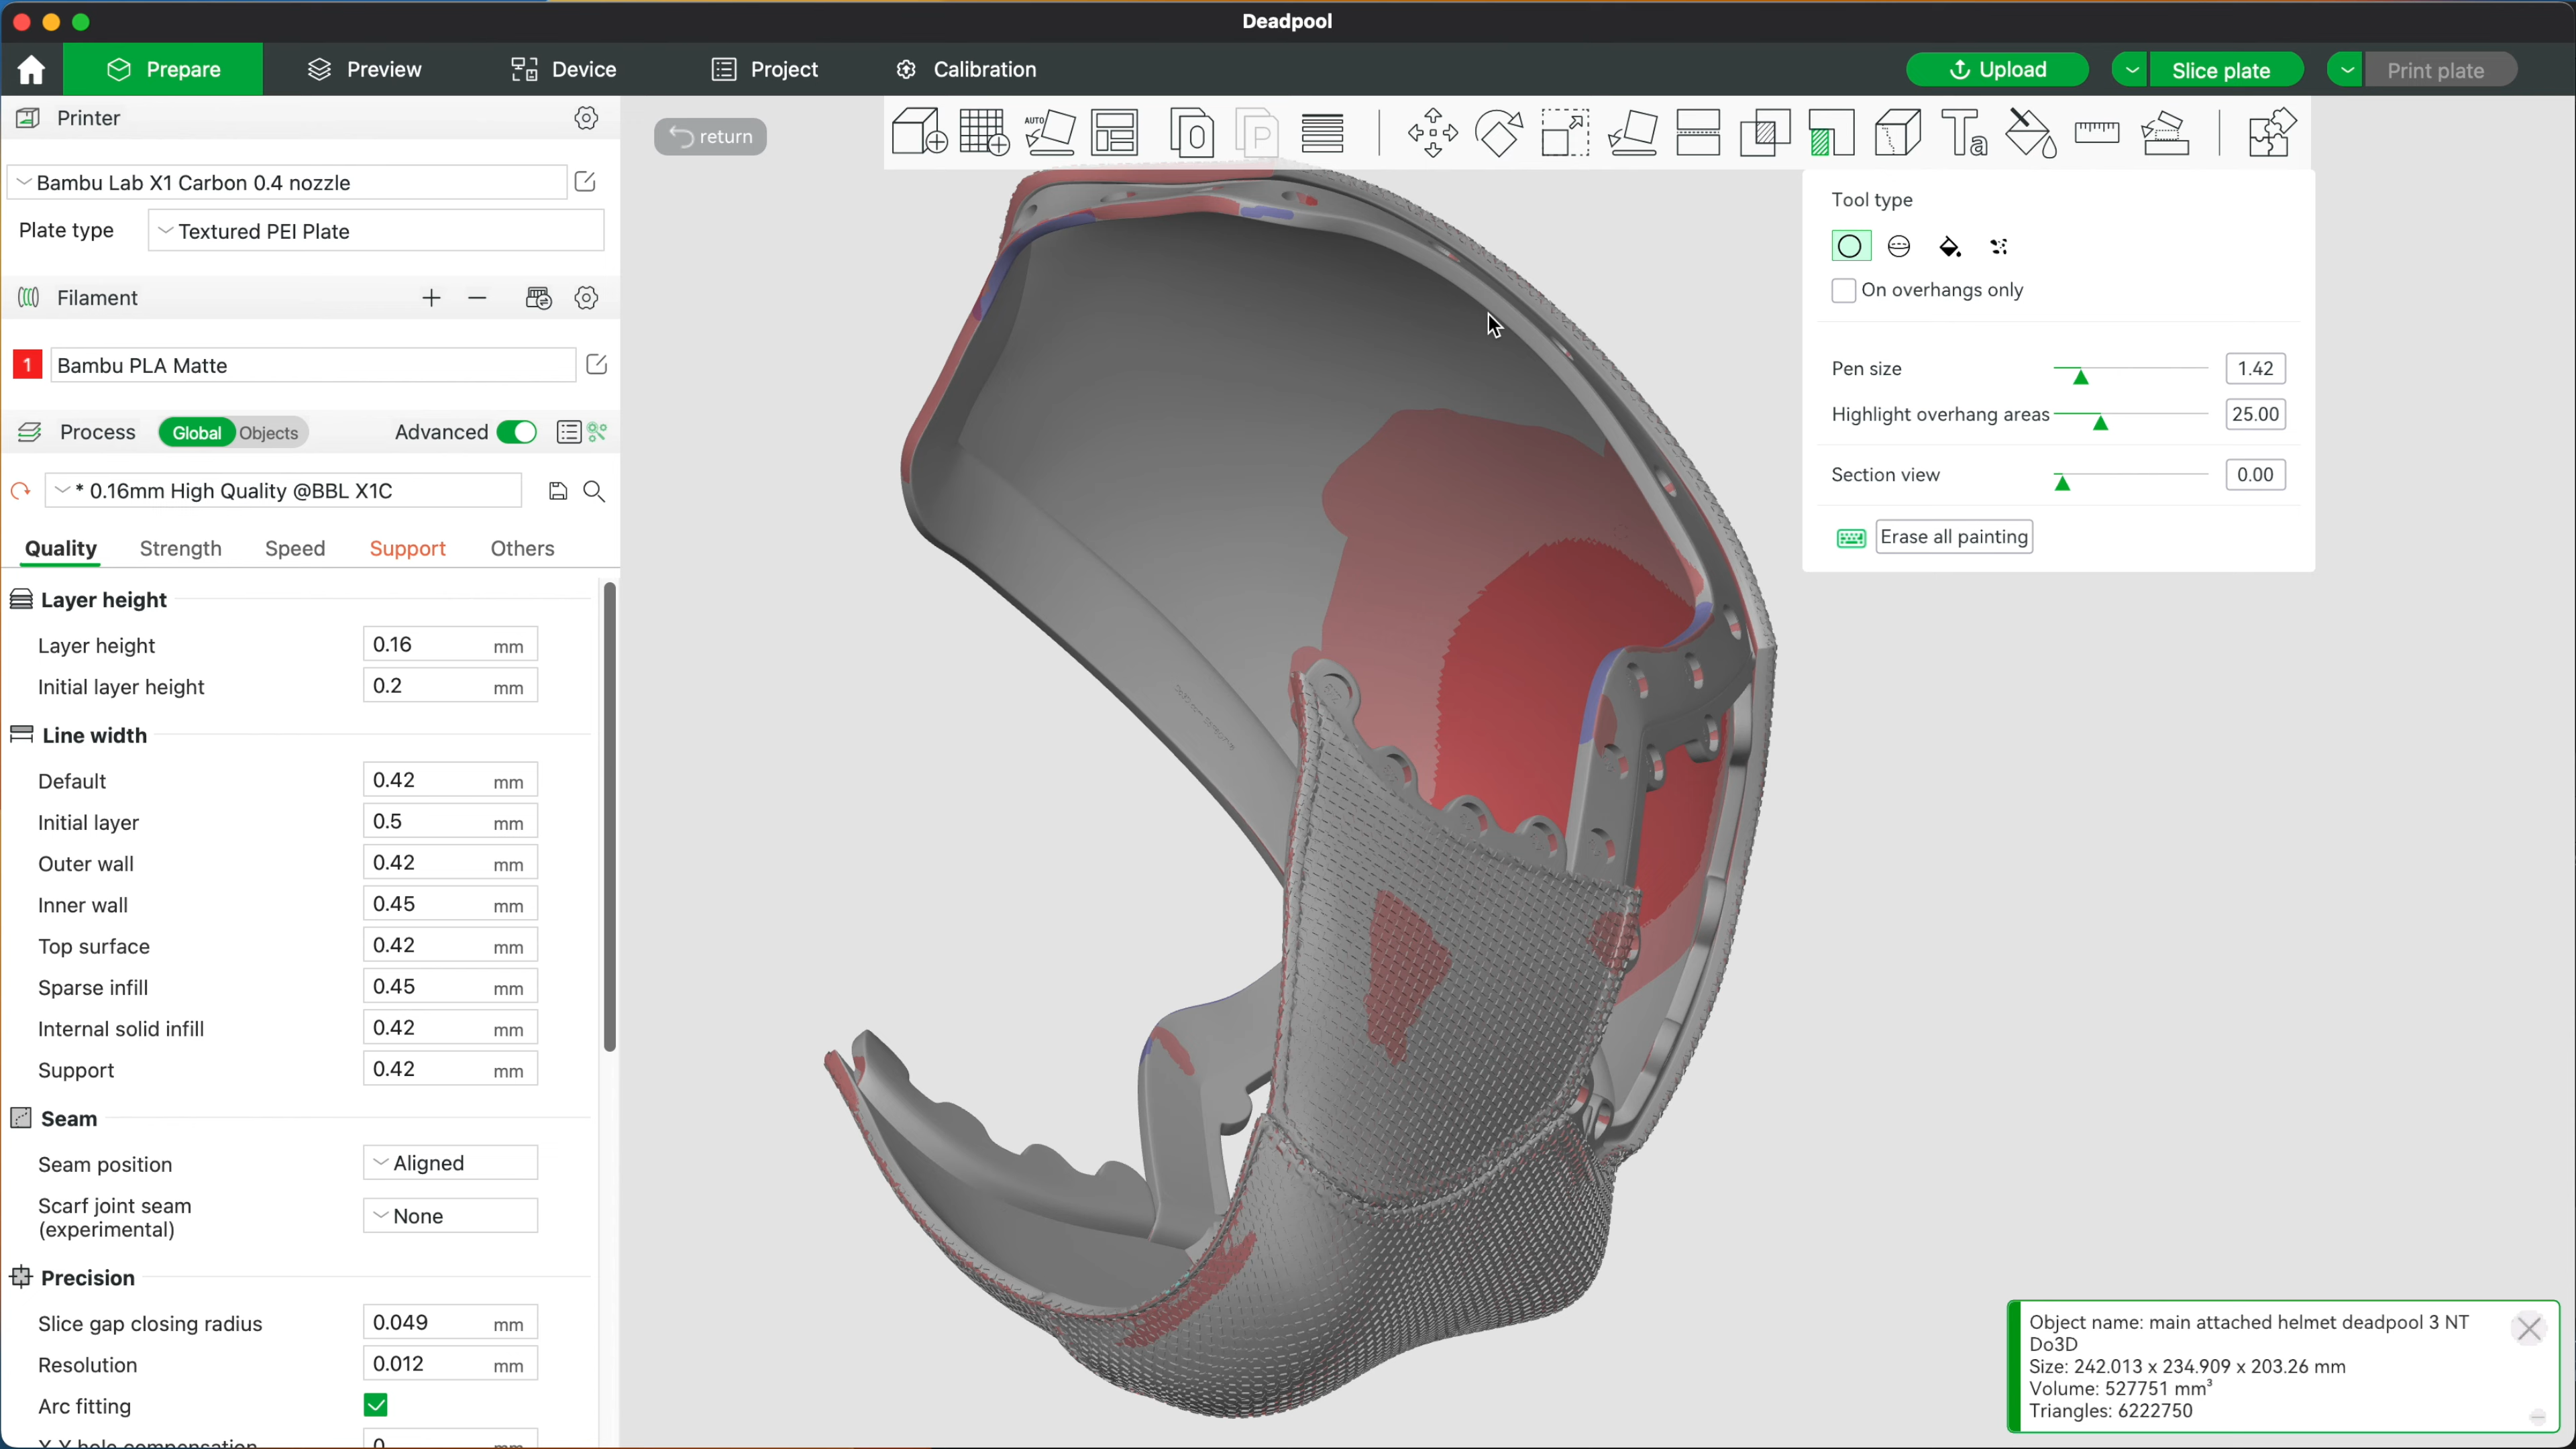 Deadpool
Prepare
Preview
Device
Project
Calibration
Upload
Slice plate
Print plate
Printer
Bambu Lab X1 Carbon 0.4 nozzle
Plate type
Textured PEI Plate
Filament
1
Bambu PLA Matte
Process
Global
Objects
Advanced
* 0.16mm High Quality @BBL X1C
Quality
Strength
Speed
Support
Others
Layer height
Layer height 0.16 mm
Initial layer height 0.2 mm
Line width
Default 0.42 mm
Initial layer 0.5 mm
Outer wall 0.42 mm
Inner wall 0.45 mm
Top surface 0.42 mm
Sparse infill 0.45 mm
Internal solid infill 0.42 mm
Support 0.42 mm
Seam
Seam position Aligned
Scarf joint seam
(experimental)
None
Precision
Slice gap closing radius 0.049 mm
Resolution 0.012 mm
Arc fitting
X-Y hole compensation 0 mm
return
AUTO
O
P
Ta
Tool type
On overhangs only
Pen size 1.42
Highlight overhang areas 25.00
Section view 0.00
Erase all painting
Object name: main attached helmet deadpool 3 NT
Do3D
Size: 242.013 x 234.909 x 203.26 mm
Volume: 527751 mm³
Triangles: 6222750